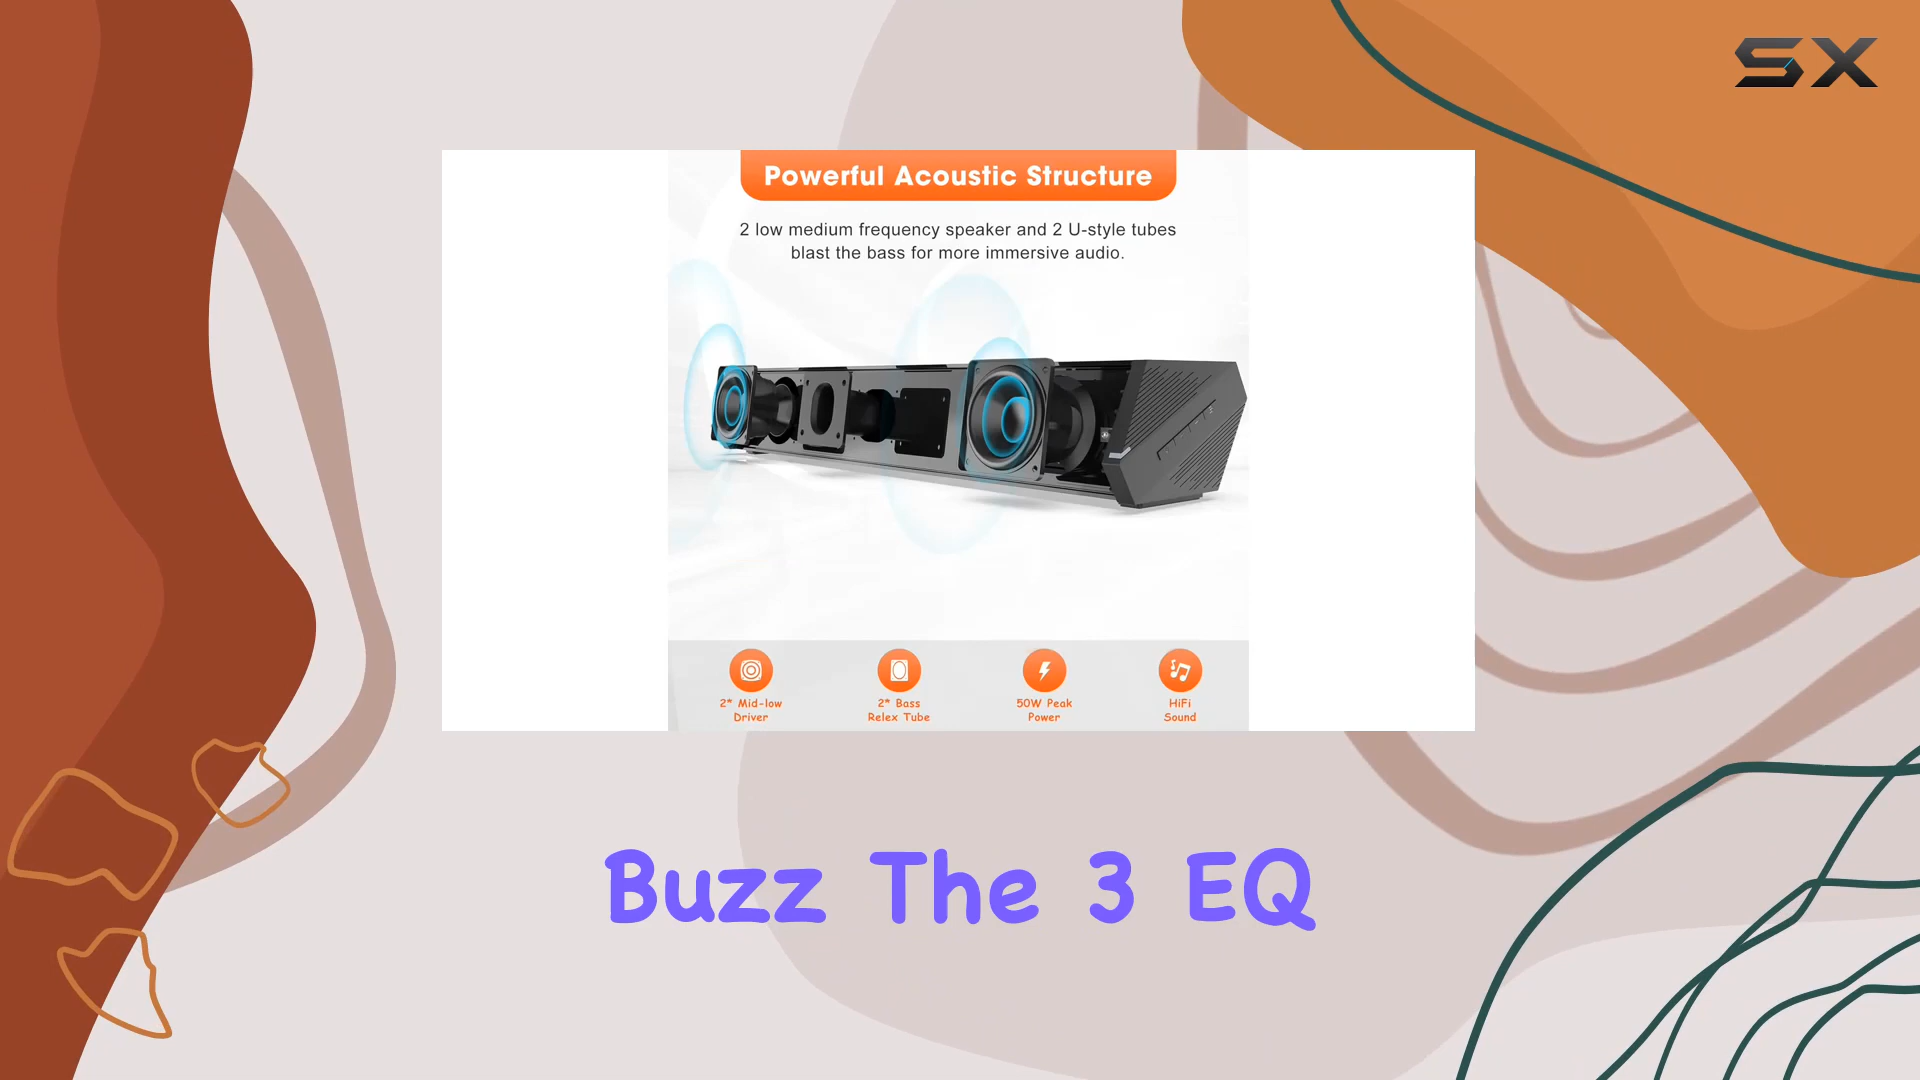 SX
Powerful Acoustic Structure
2 low medium frequency speaker and 2 U-style tubes
blast the bass for more immersive audio.
2* Mid-low
Driver
2* Bass
Relex Tube
50W Peak
Power
HiFi
Sound
Buzz The 3 EQ